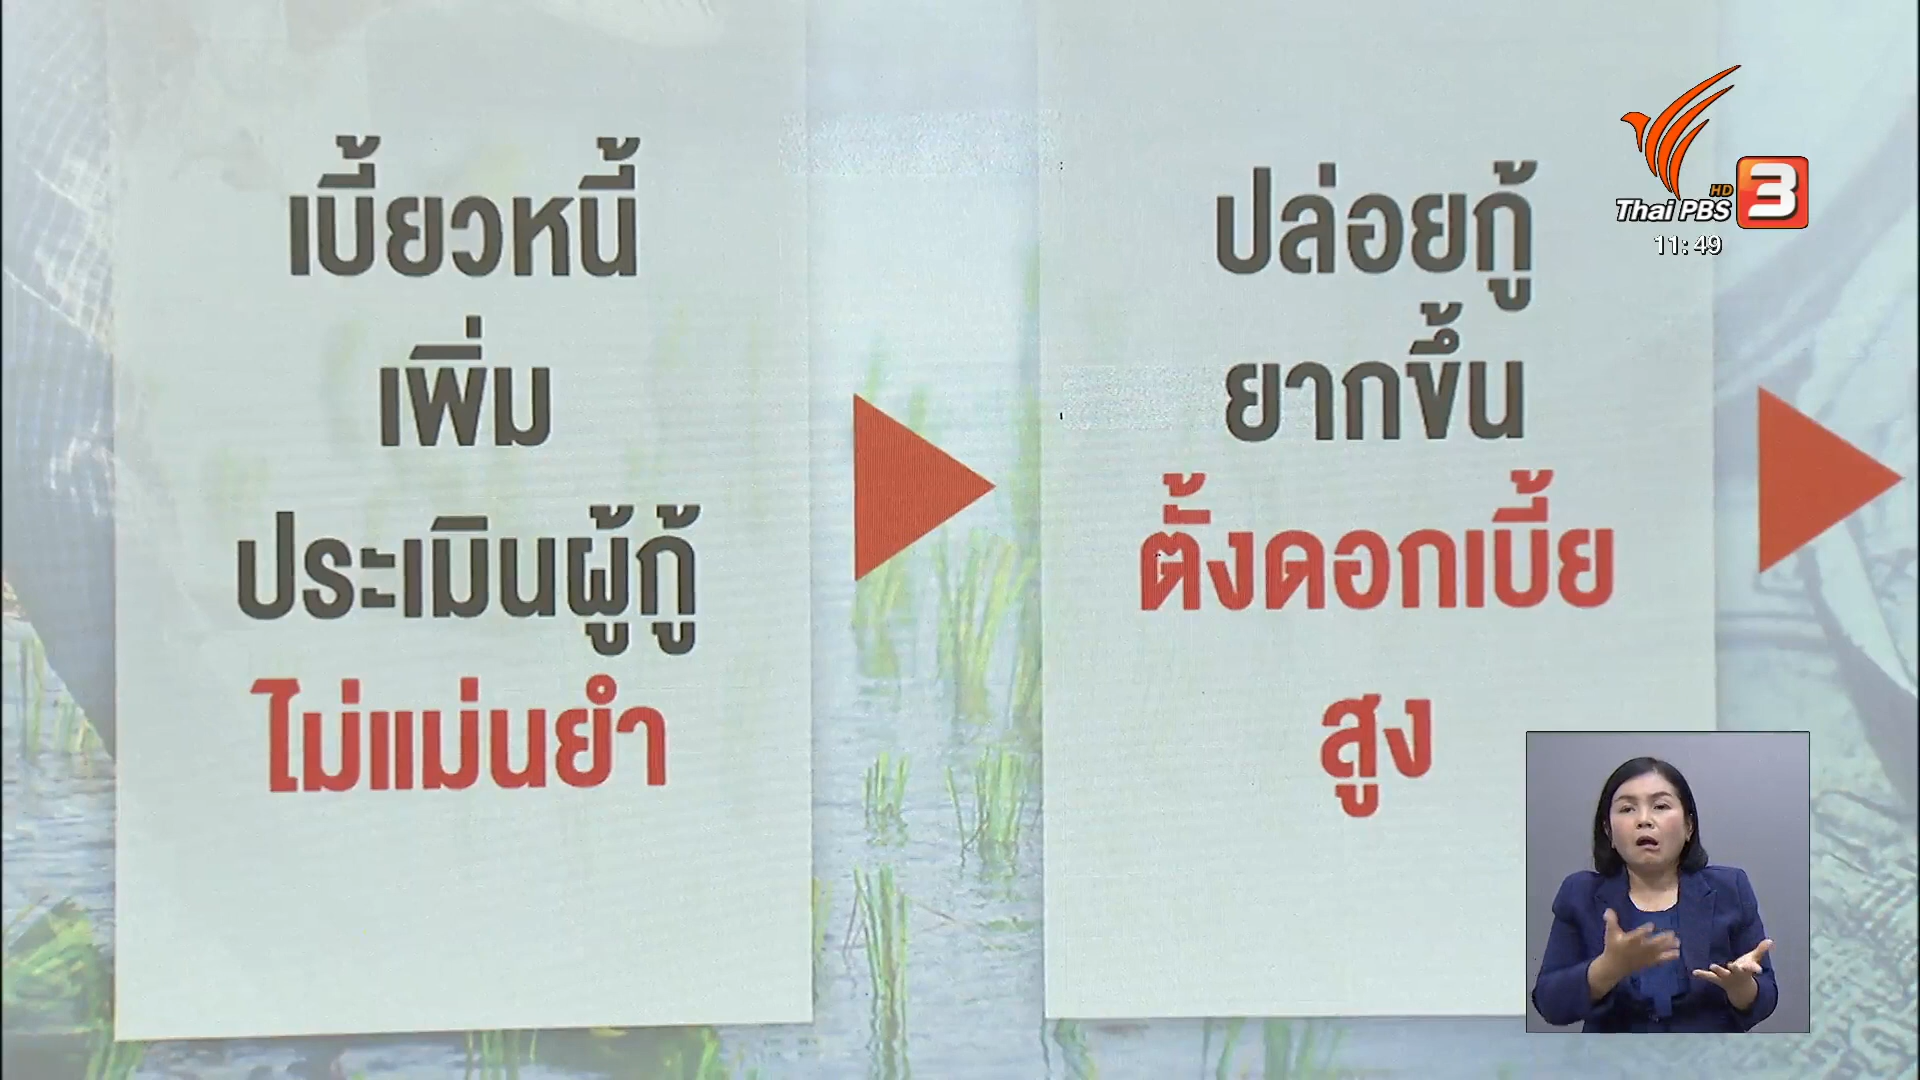 เบี้ยวหนี้
เพิ่ม
ประเมินผู้กู้
ไม่แม่นยำ
ปล่อยกู้
ยากขึ้น
ตั้งดอกเบี้ย
สูง
HD
Thai PBS 3
11:49